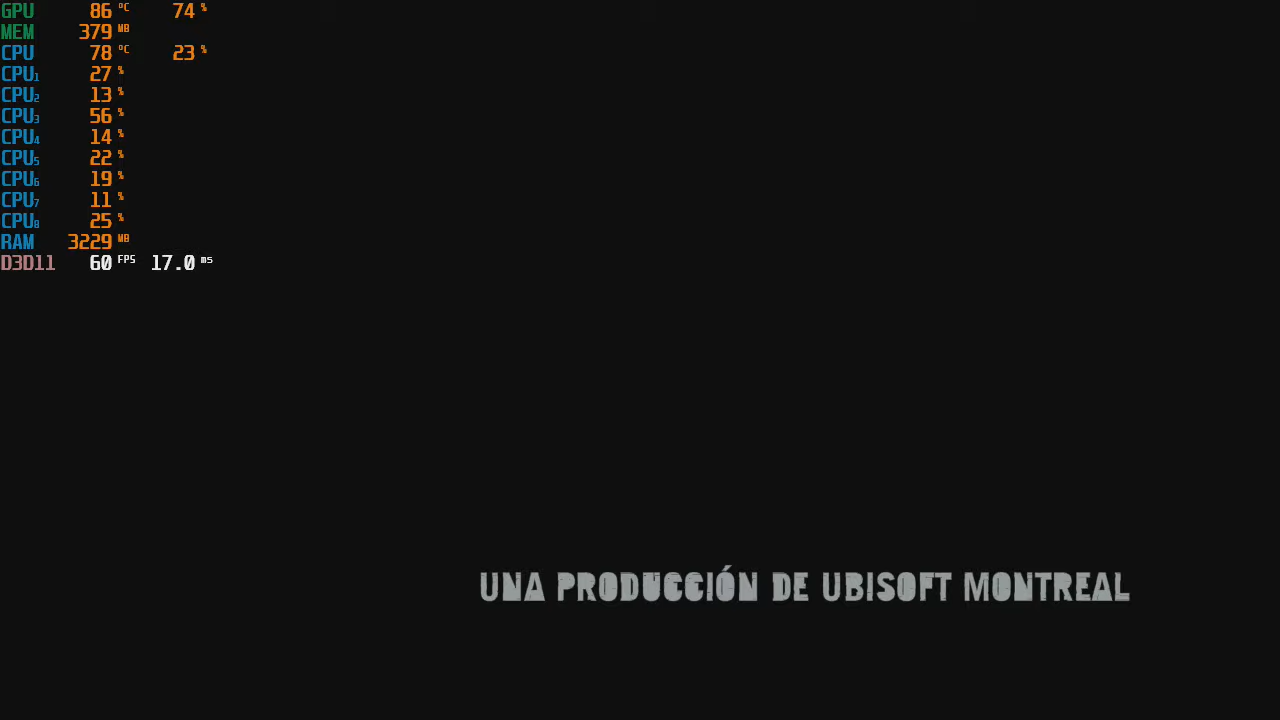 GPU 86 °C 74 %
MEM 379 MB
CPU 78 °C 23 %
CPU1 27 %
CPU2 13 %
CPU3 56 %
CPU4 14 %
CPU5 22 %
CPU6 19 %
CPU7 11 %
CPU8 25 %
RAM 3229 MB
D3D11 60 FPS 17.0 ms
UNA PRODUCCIÓN DE UBISOFT MONTREAL